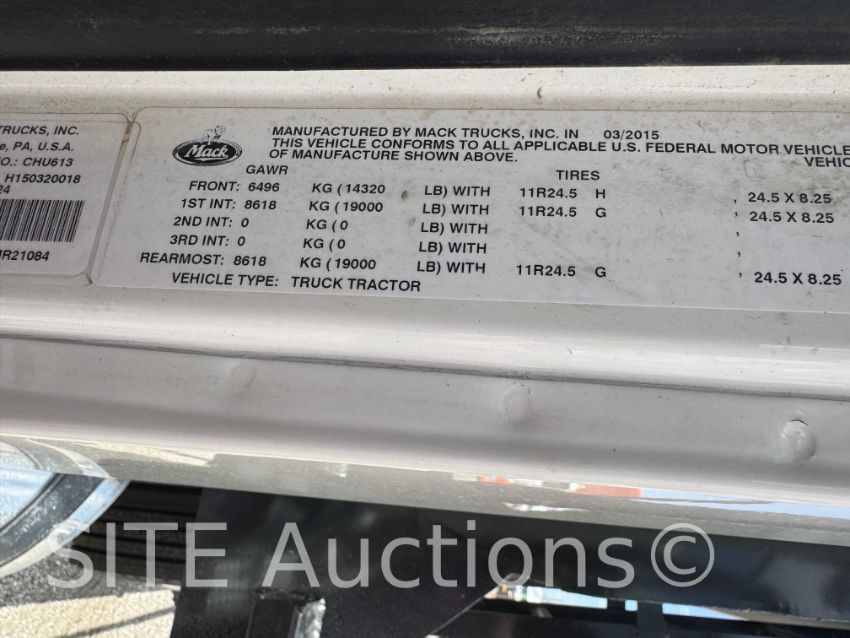 TRUCKS, INC.
PA, U.S.A.
NO.: CHU613
H150320018
24
R21084
Mack
MANUFACTURED BY MACK TRUCKS, INC. IN 03/2015
THIS VEHICLE CONFORMS TO ALL APPLICABLE U.S. FEDERAL MOTOR VEHICLE
OF MANUFACTURE SHOWN ABOVE. VEHIC
GAWR TIRES
FRONT: 6496 KG ( 14320 LB) WITH 11R24.5 H , 24.5 X 8.25
1ST INT: 8618 KG ( 19000 LB) WITH 11R24.5 G , 24.5 X 8.25
2ND INT: 0 KG ( 0 LB) WITH ,
3RD INT: 0 KG ( 0 LB) WITH ,
REARMOST: 8618 KG ( 19000 LB) WITH 11R24.5 G , 24.5 X 8.25
VEHICLE TYPE: TRUCK TRACTOR
SITE Auctions©